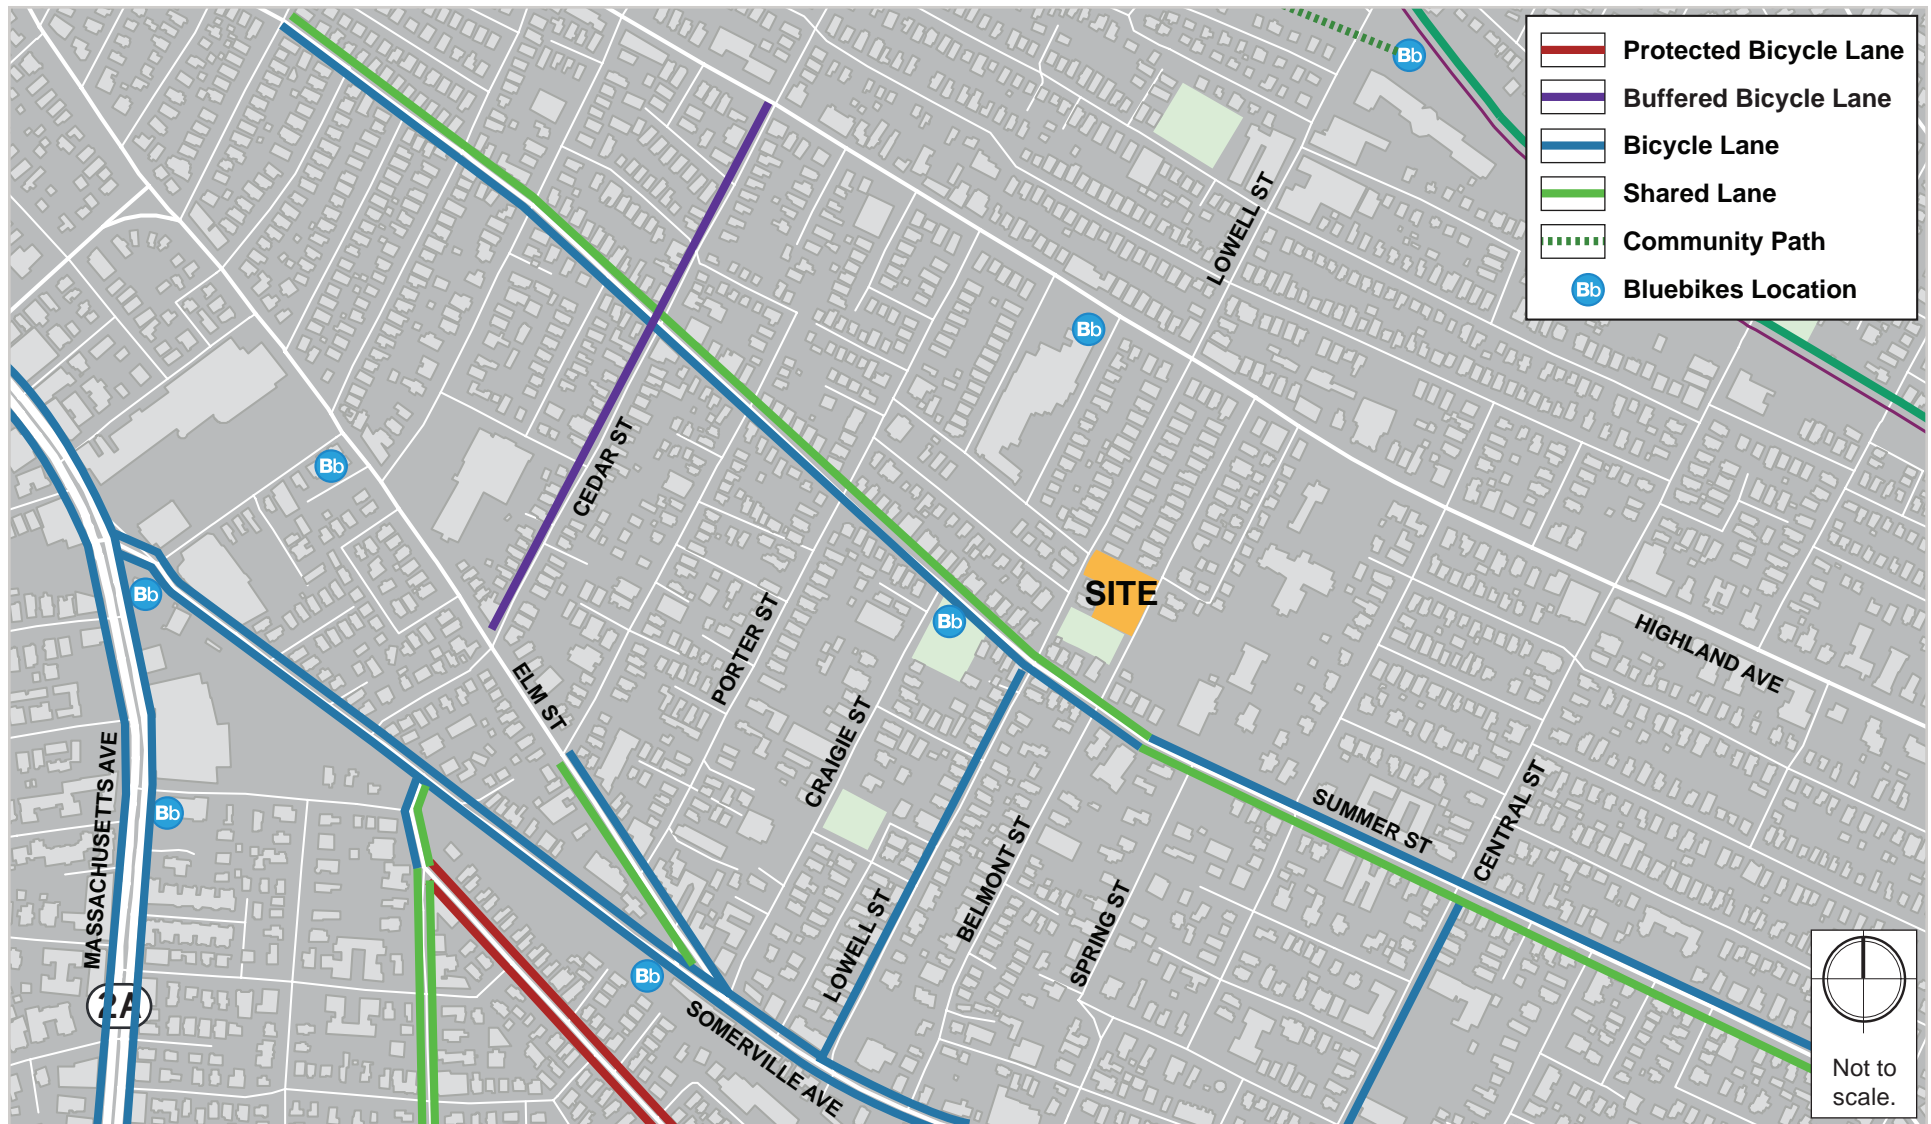 Protected Bicycle Lane
Buffered Bicycle Lane
Bicycle Lane
Shared Lane
Community Path
Bb Bluebikes Location
Bb
LOWELL ST
Bb
CEDAR ST
Bb
Bb
SITE
Bb
PORTER ST
HIGHLAND AVE
ELM ST
CRAIGIE ST
MASSACHUSETTS AVE
Bb
SUMMER ST
CENTRAL ST
BELMONT ST
SPRING ST
LOWELL ST
Bb
2A
SOMERVILLE AVE
Not to
scale.